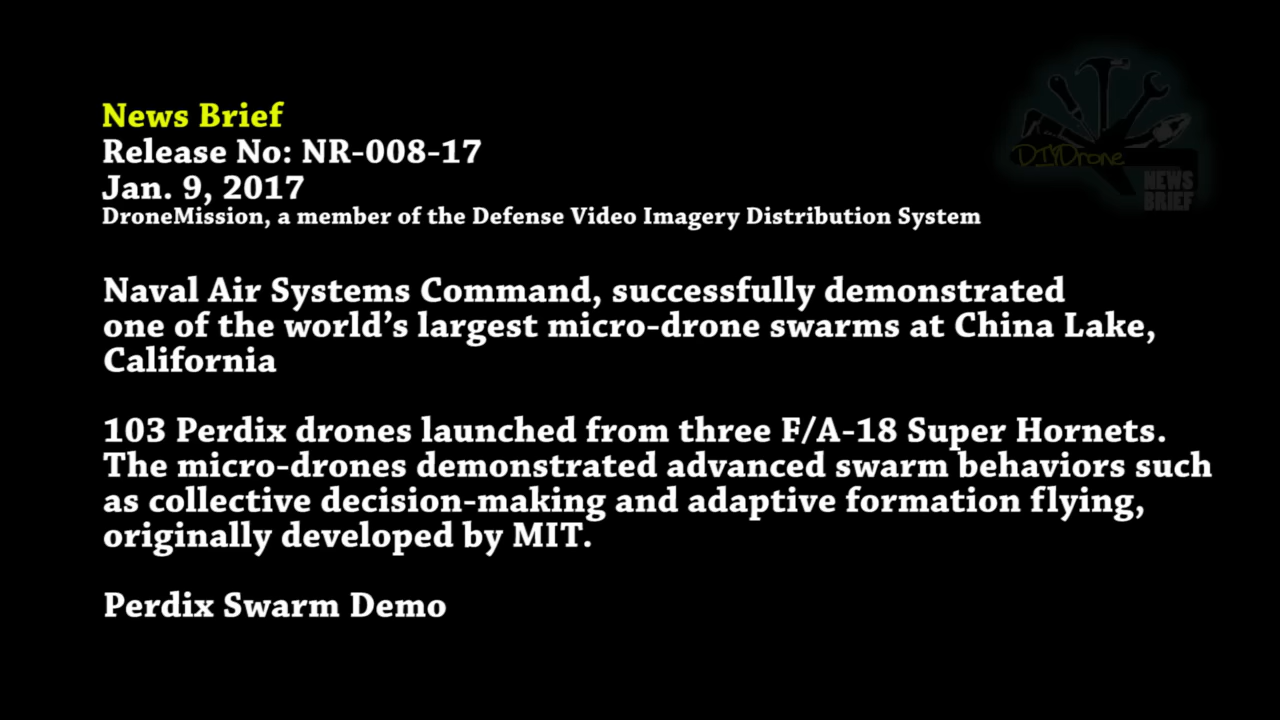 News Brief
Release No: NR-008-17
Jan. 9, 2017
DroneMission, a member of the Defense Video Imagery Distribution System
Naval Air Systems Command, successfully demonstrated
one of the world's largest micro-drone swarms at China Lake,
California
103 Perdix drones launched from three F/A-18 Super Hornets.
The micro-drones demonstrated advanced swarm behaviors such
as collective decision-making and adaptive formation flying,
originally developed by MIT.
Perdix Swarm Demo
DIYDrone
NEWS
BRIEF